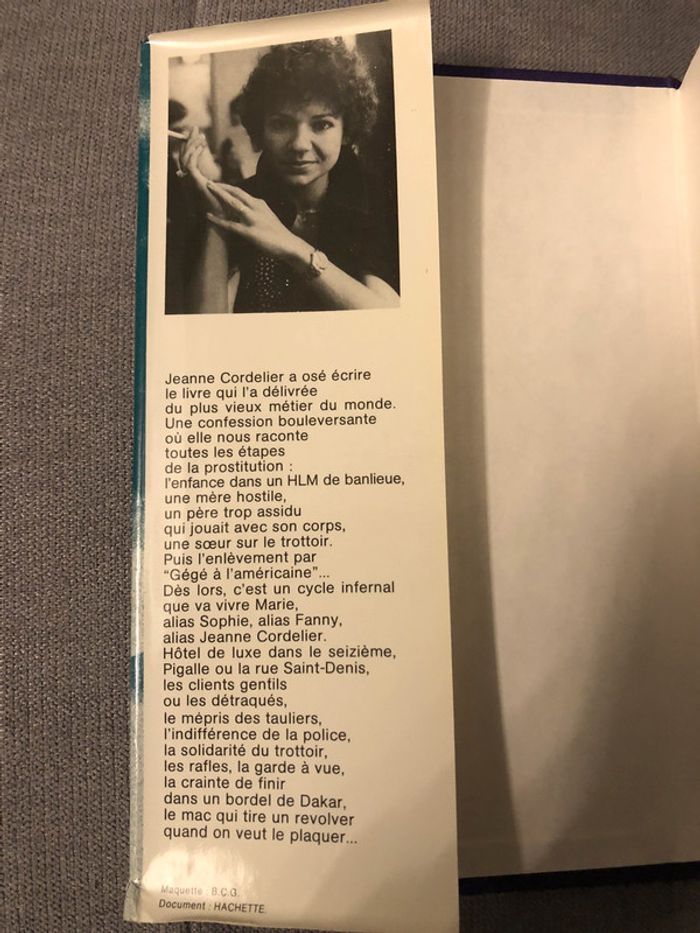 Jeanne Cordelier a osé écrire
le livre qui l'a délivrée
du plus vieux métier du monde.
Une confession bouleversante
où elle nous raconte
toutes les étapes
de la prostitution :
l'enfance dans un HLM de banlieue,
une mère hostile,
un père trop assidu
qui jouait avec son corps,
une sœur sur le trottoir.
Puis l'enlèvement par
"Gégé à l'américaine"...
Dès lors, c'est un cycle infernal
que va vivre Marie,
alias Sophie, alias Fanny,
alias Jeanne Cordelier.
Hôtel de luxe dans le seizième,
Pigalle ou la rue Saint-Denis,
les clients gentils
ou les détraqués,
le mépris des tauliers,
l'indifférence de la police,
la solidarité du trottoir,
les rafles, la garde à vue,
la crainte de finir
dans un bordel de Dakar,
le mac qui tire un revolver
quand on veut le plaquer...
Maquette : B.C.G.
Document : HACHETTE.